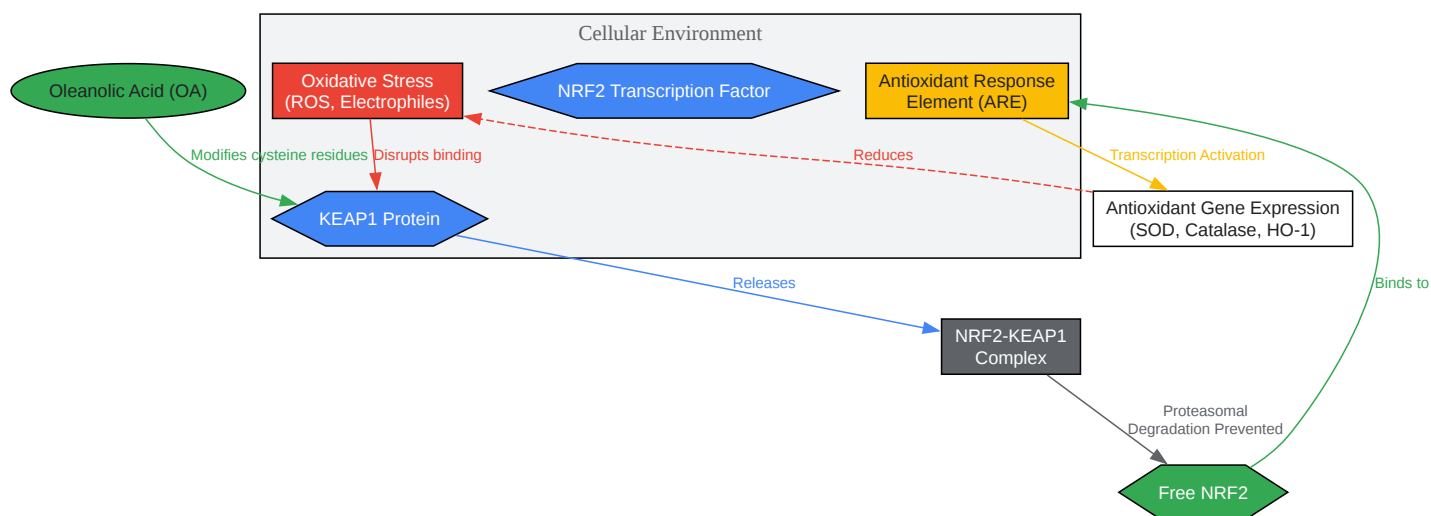 Cellular Environment
Oleanolic Acid (OA)
Oxidative Stress
(ROS, Electrophiles)
NRF2 Transcription Factor
Antioxidant Response
Element (ARE)
Modifies cysteine residues
Disrupts binding
Reduces
Transcription Activation
KEAP1 Protein
Antioxidant Gene Expression
(SOD, Catalase, HO-1)
Releases
Binds to
NRF2-KEAP1
Complex
Proteasomal
Degradation Prevented
Free NRF2